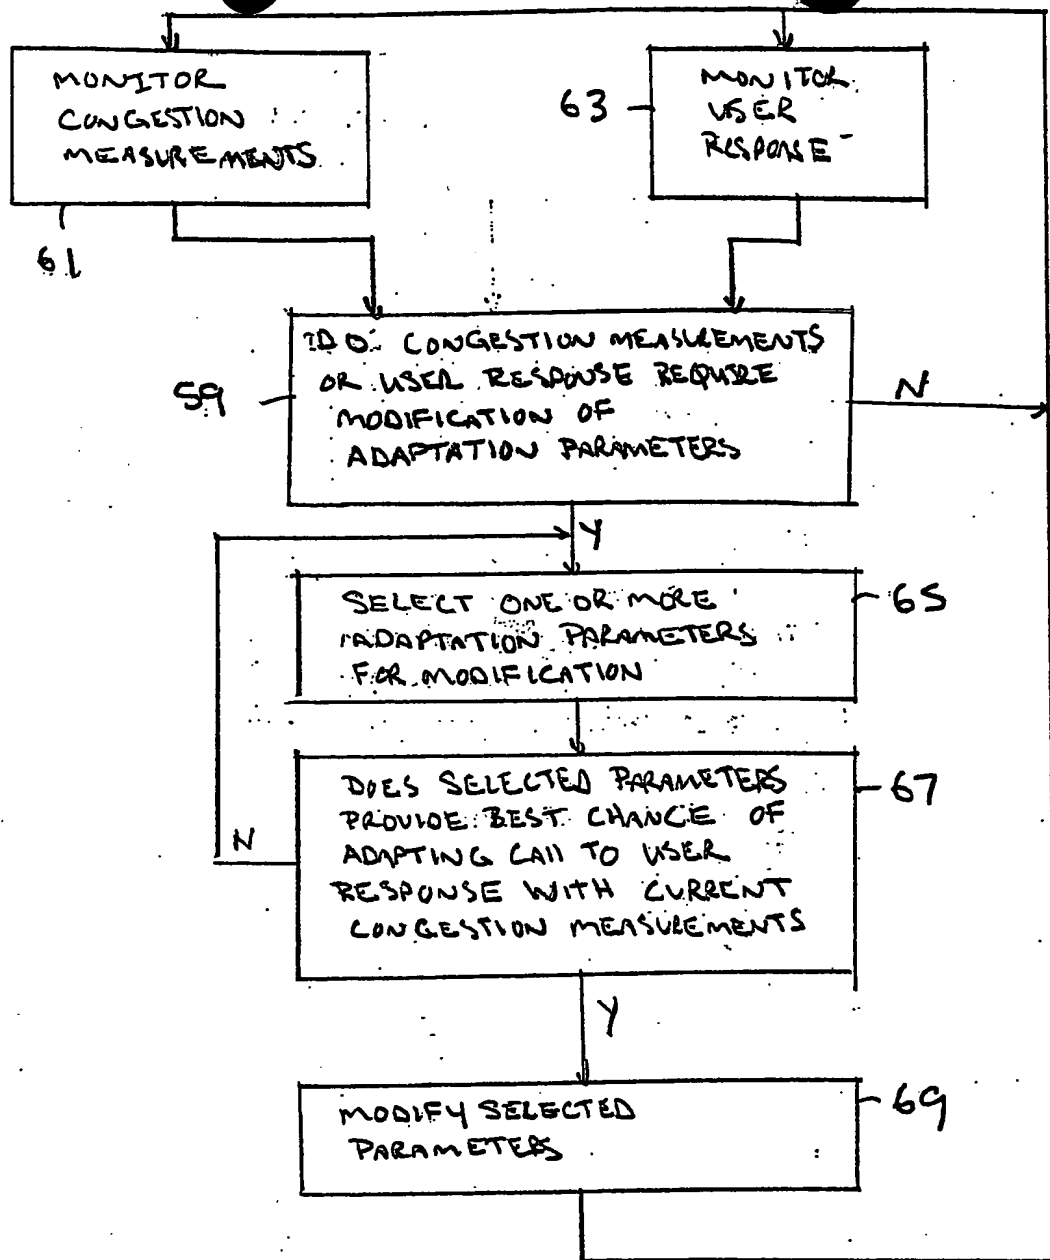 MONITOR
CONGESTION
MEASUREMENTS
61
63
MONITOR
USER
RESPONSE
59
DO CONGESTION MEASUREMENTS
OR USER RESPONSE REQUIRE
MODIFICATION OF
ADAPTATION PARAMETERS
N
Y
SELECT ONE OR MORE
ADAPTATION PARAMETERS
FOR MODIFICATION
65
DOES SELECTED PARAMETERS
PROVIDE BEST CHANCE OF
ADAPTING CALL TO USER
RESPONSE WITH CURRENT
CONGESTION MEASUREMENTS
67
N
Y
MODIFY SELECTED
PARAMETERS
69